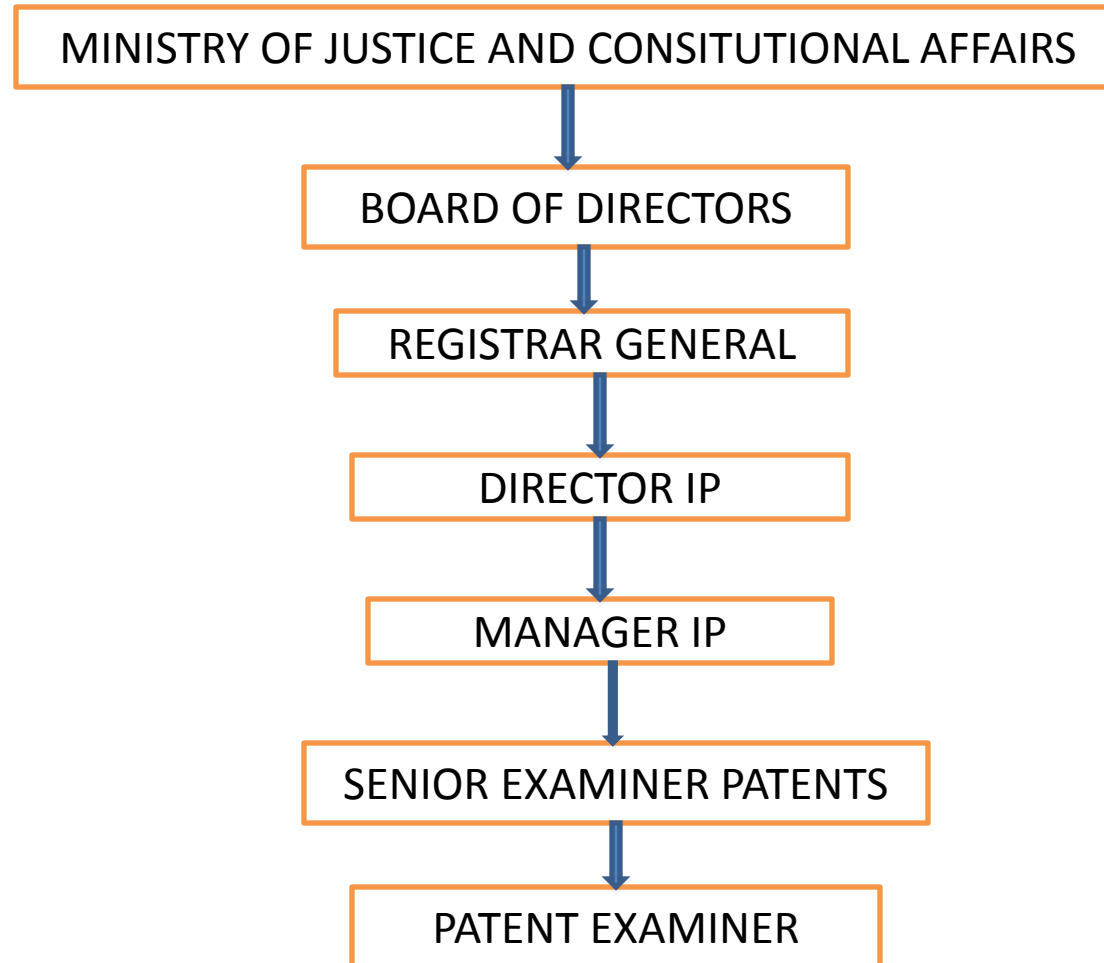 MINISTRY OF JUSTICE AND CONSITUTIONAL AFFAIRS
BOARD OF DIRECTORS
REGISTRAR GENERAL
DIRECTOR IP
MANAGER IP
SENIOR EXAMINER PATENTS
PATENT EXAMINER